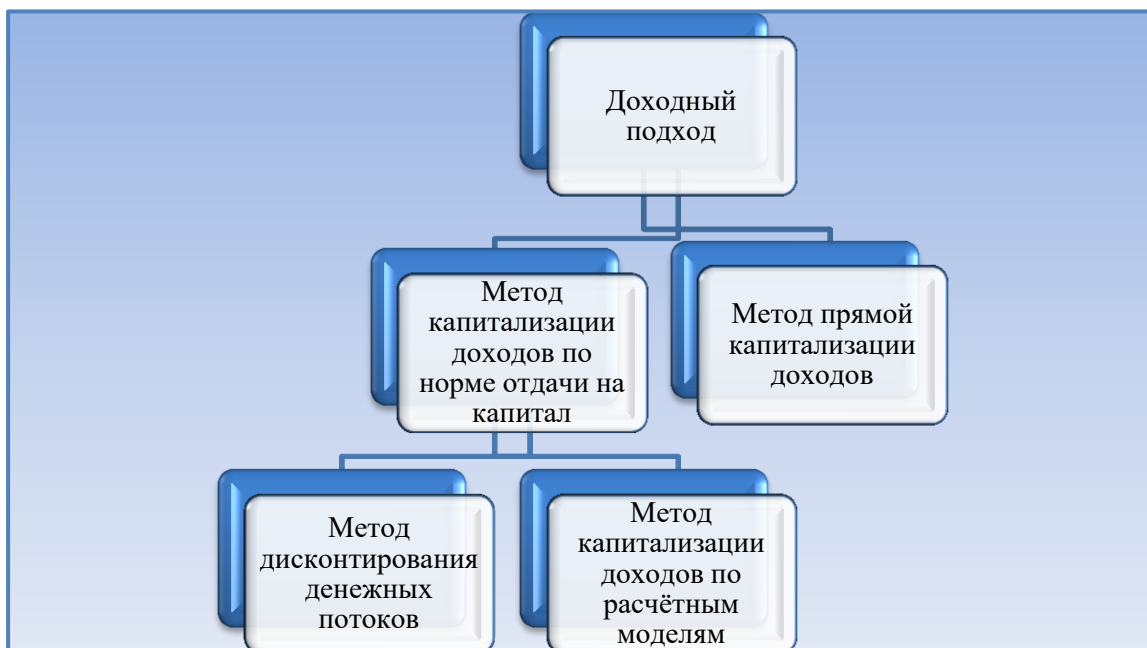 Доходный
подход
Метод
капитализации
доходов по
норме отдачи на
капитал
Метод прямой
капитализации
доходов
Метод
дисконтирования
денежных
потоков
Метод
капитализации
доходов по
расчётным
моделям